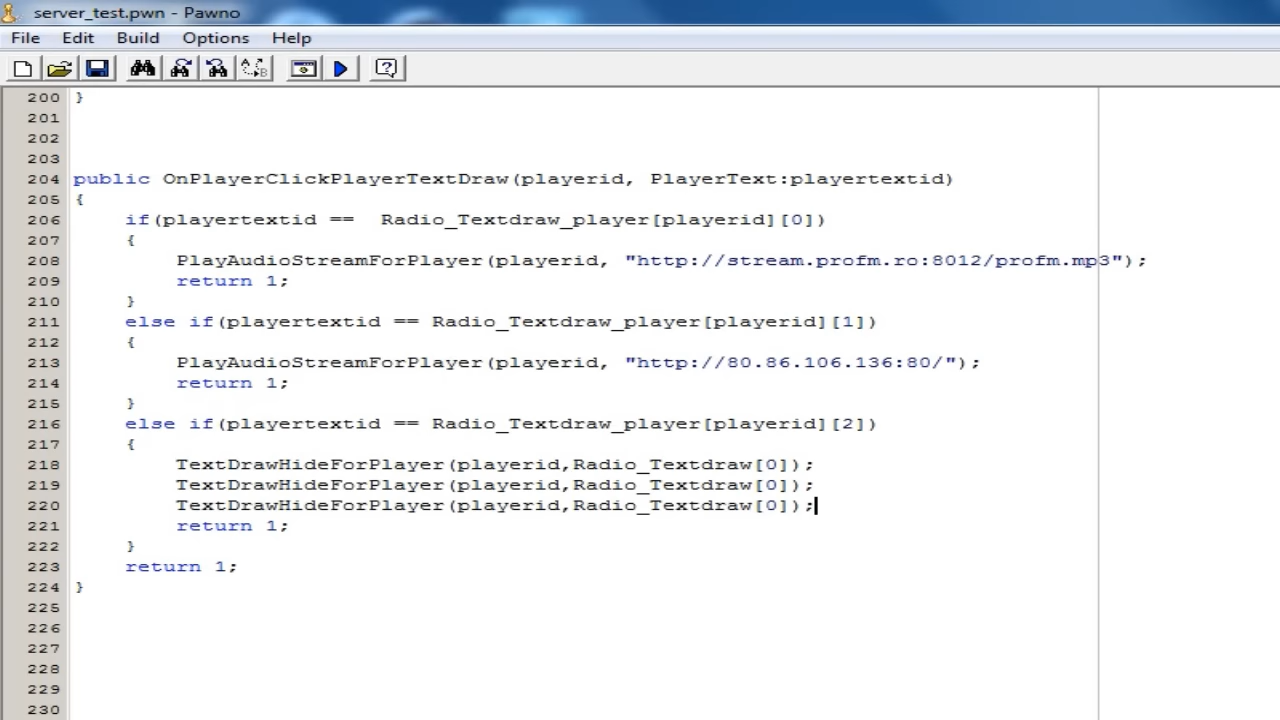 server_test.pwn - Pawno
File Edit Build Options Help
200 }
201
202
203
204 public OnPlayerClickPlayerTextDraw(playerid, PlayerText:playertextid)
205 {
206 if(playertextid ==  Radio_Textdraw_player[playerid][0])
207 {
208 PlayAudioStreamForPlayer(playerid, "http://stream.profm.ro:8012/profm.mp3");
209 return 1;
210 }
211 else if(playertextid == Radio_Textdraw_player[playerid][1])
212 {
213 PlayAudioStreamForPlayer(playerid, "http://80.86.106.136:80/");
214 return 1;
215 }
216 else if(playertextid == Radio_Textdraw_player[playerid][2])
217 {
218 TextDrawHideForPlayer(playerid,Radio_Textdraw[0]);
219 TextDrawHideForPlayer(playerid,Radio_Textdraw[0]);
220 TextDrawHideForPlayer(playerid,Radio_Textdraw[0]);
221 return 1;
222 }
223 return 1;
224 }
225
226
227
228
229
230